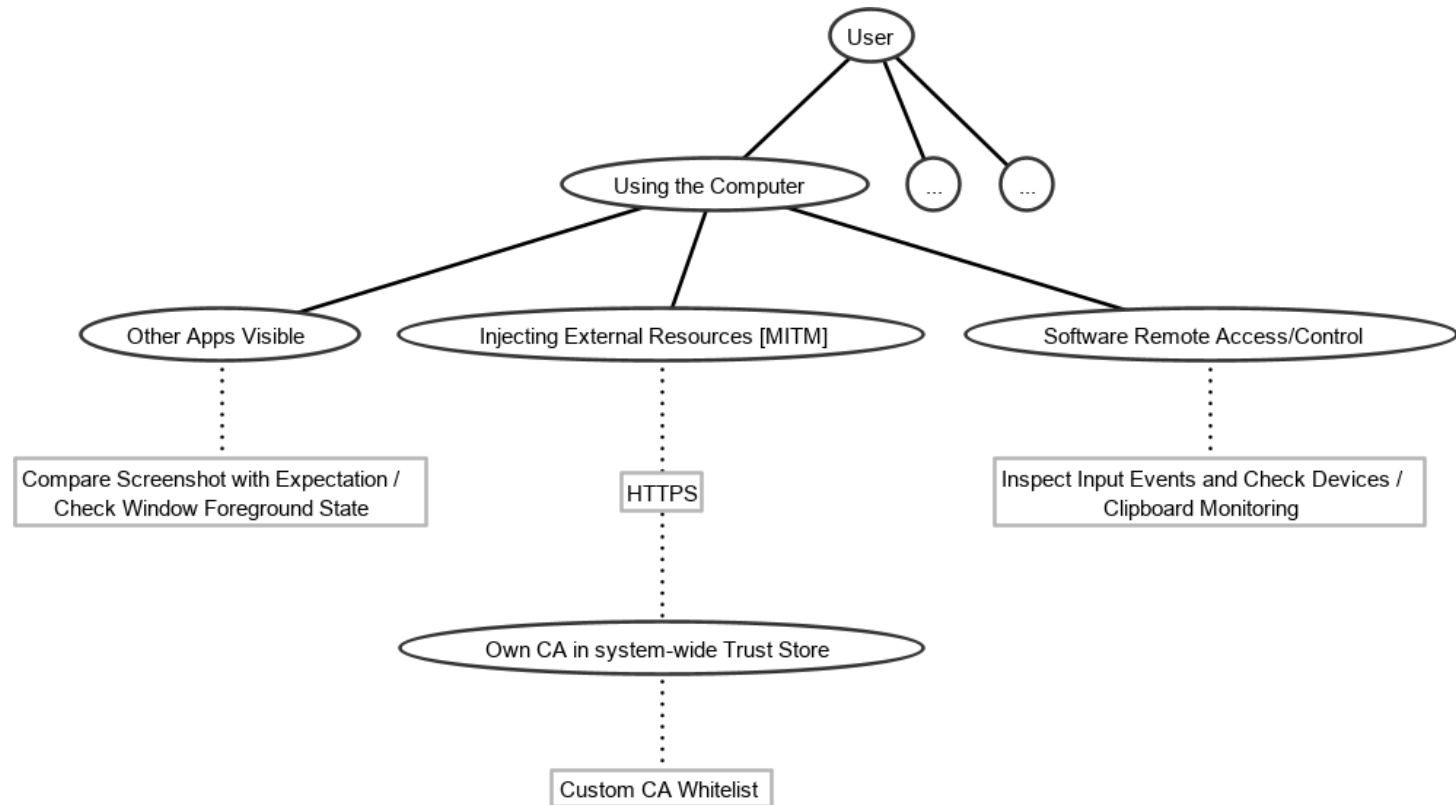 User
Using the Computer
...
...
Other Apps Visible
Injecting External Resources [MITM]
Software Remote Access/Control
Compare Screenshot with Expectation /
Check Window Foreground State
HTTPS
Inspect Input Events and Check Devices /
Clipboard Monitoring
Own CA in system-wide Trust Store
Custom CA Whitelist